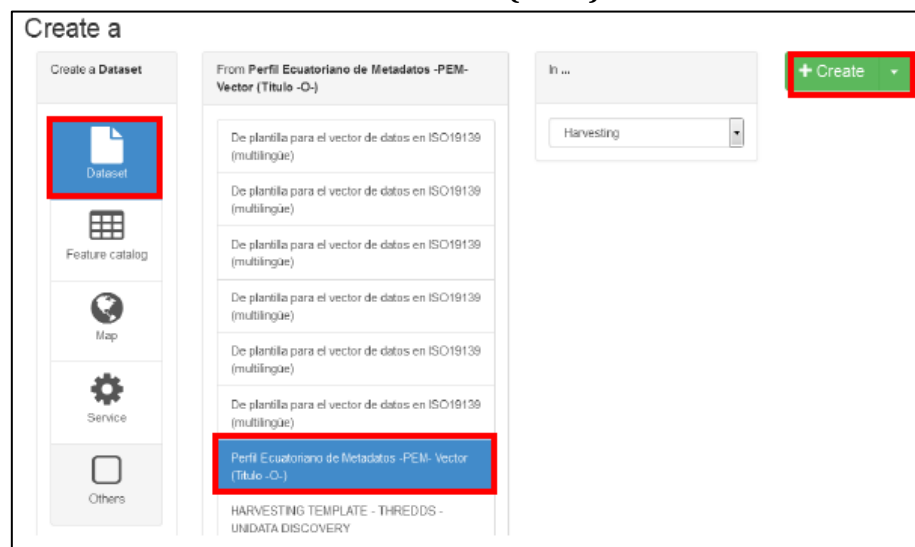 Create a
Create a Dataset
Dataset
Feature catalog
Map
Service
Others
From Perfil Ecuatoriano de Metadatos -PEM-
Vector (Titulo -O-)
De plantilla para el vector de datos en ISO19139
(multilingüe)
De plantilla para el vector de datos en ISO19139
(multilingüe)
De plantilla para el vector de datos en ISO19139
(multilingüe)
De plantilla para el vector de datos en ISO19139
(multilingüe)
De plantilla para el vector de datos en ISO19139
(multilingüe)
De plantilla para el vector de datos en ISO19139
(multilingüe)
Perfil Ecuatoriano de Metadatos -PEM- Vector
(Titulo -O-)
HARVESTING TEMPLATE - THREDDS -
UNIDATA DISCOVERY
In ...
Harvesting
+ Create